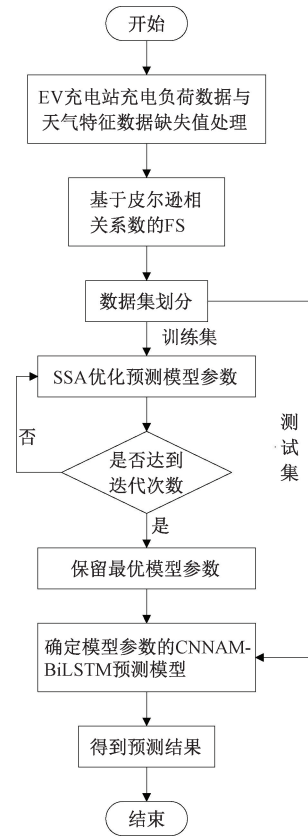 开始
EV充电站充电负荷数据与
天气特征数据缺失值处理
基于皮尔逊相
关系数的FS
数据集划分
训练集
SSA优化预测模型参数
否
测试集
是否达到
迭代次数
是
保留最优模型参数
确定模型参数的CNNAM-
BiLSTM预测模型
得到预测结果
结束